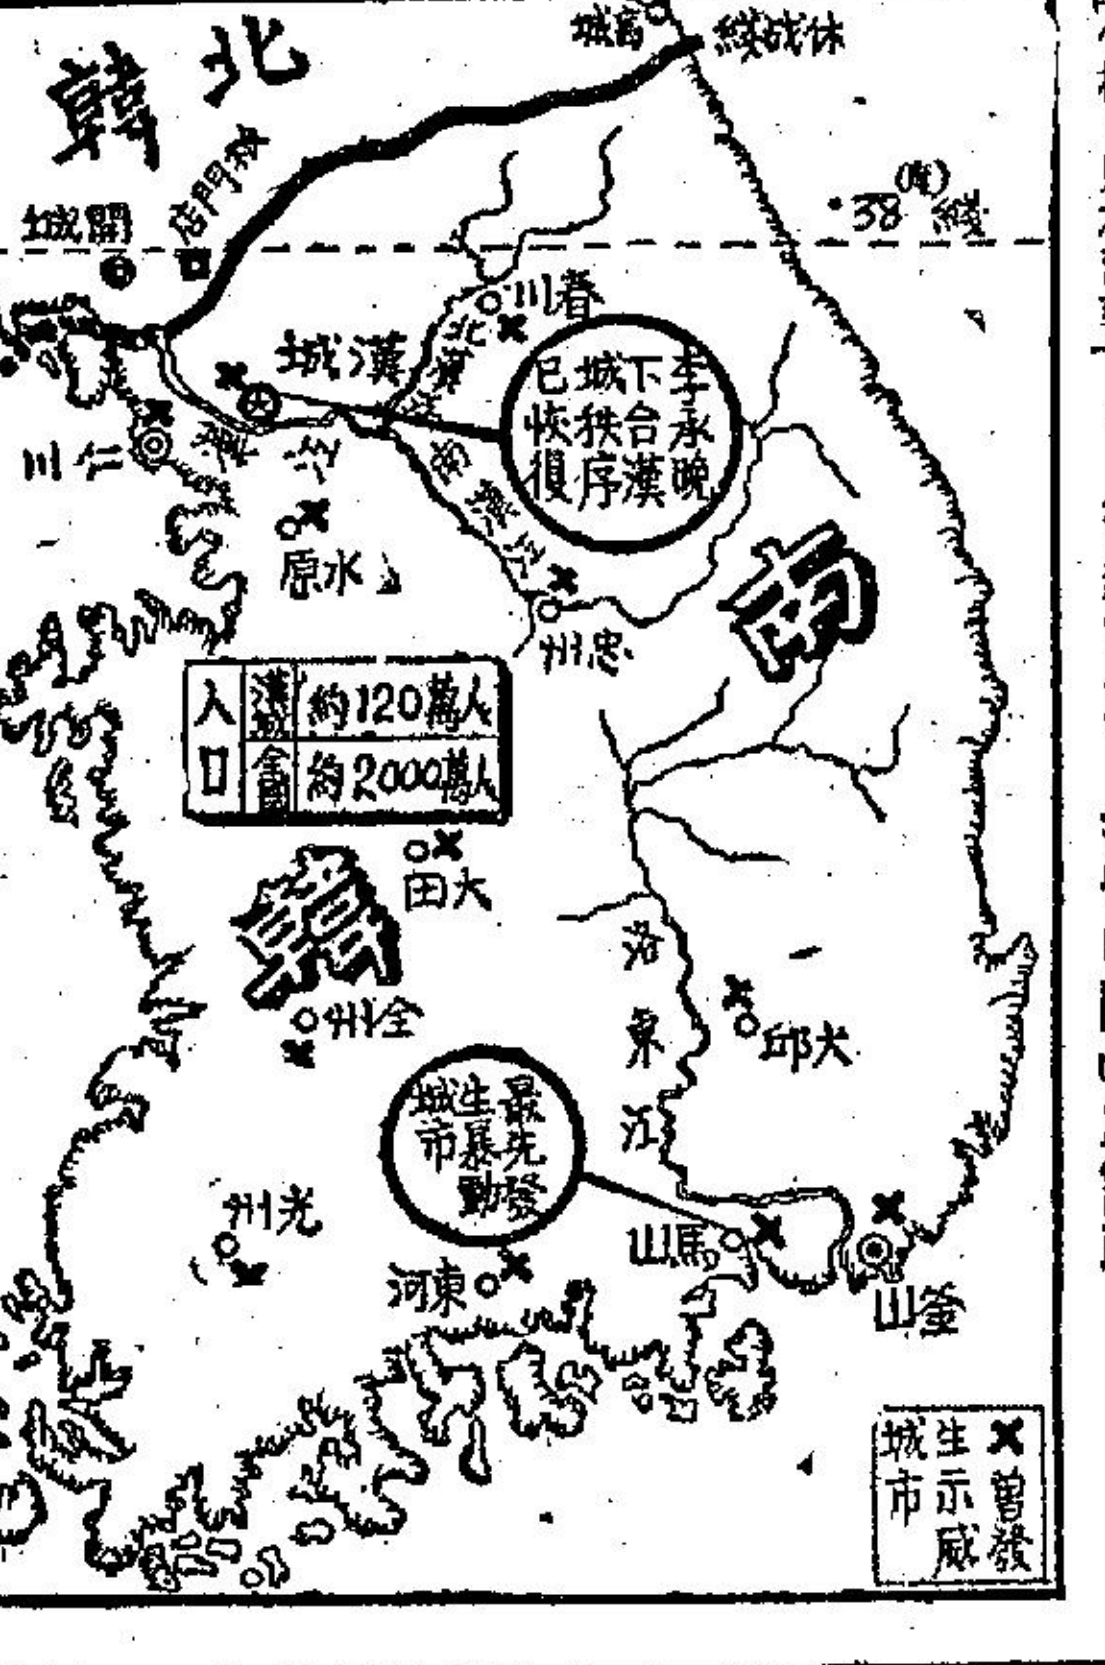 高城
休战綫
北
韓
板門店
38(度)綫
開城
春川
漢城
北漢江
李承晚
下台漢
城秩序
已恢復
仁川
漢江
南漢江
水原
忠州
南
人口
漢城 約120萬人
全國 約2000萬人
大田
韓
全州
洛東江
大邱
最先發
生暴動
城市
光州
馬山
釜山
河東
✖曾發
生示威
城市